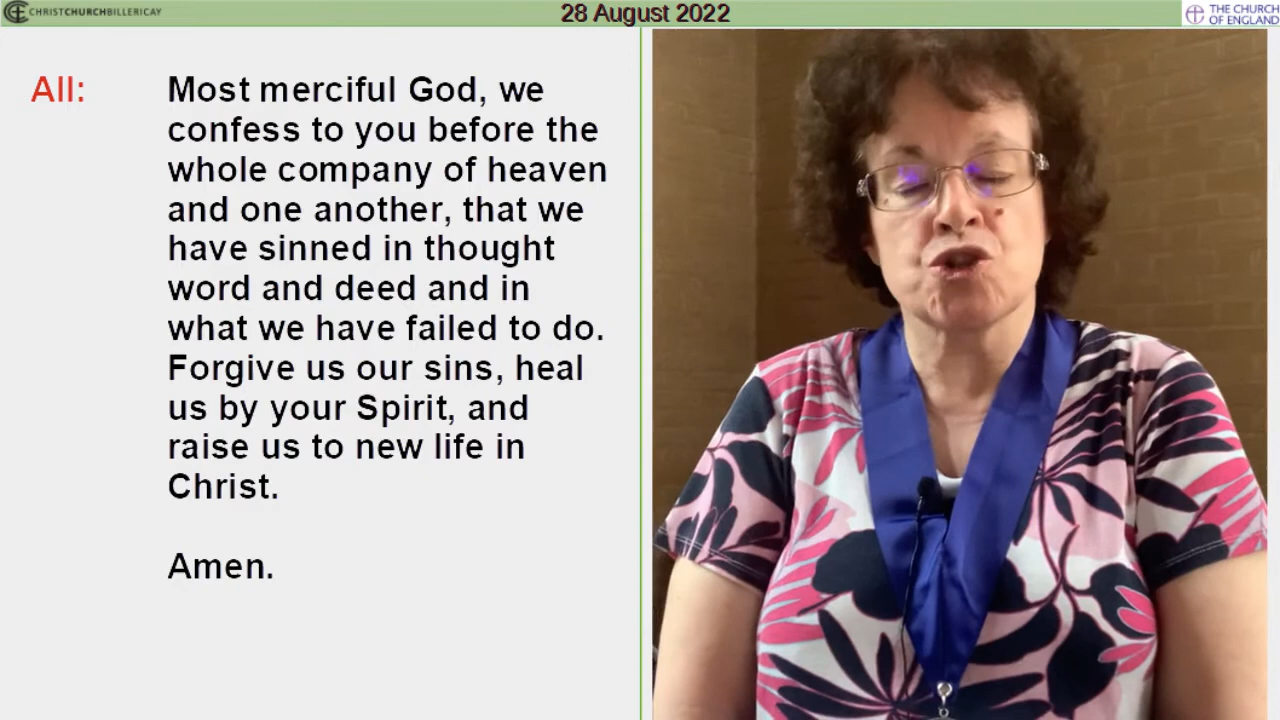 CHRISTCHURCHBILLERICAY
28 August 2022
THE CHURCH
OF ENGLAND
All:
Most merciful God, we
confess to you before the
whole company of heaven
and one another, that we
have sinned in thought
word and deed and in
what we have failed to do.
Forgive us our sins, heal
us by your Spirit, and
raise us to new life in
Christ.
Amen.